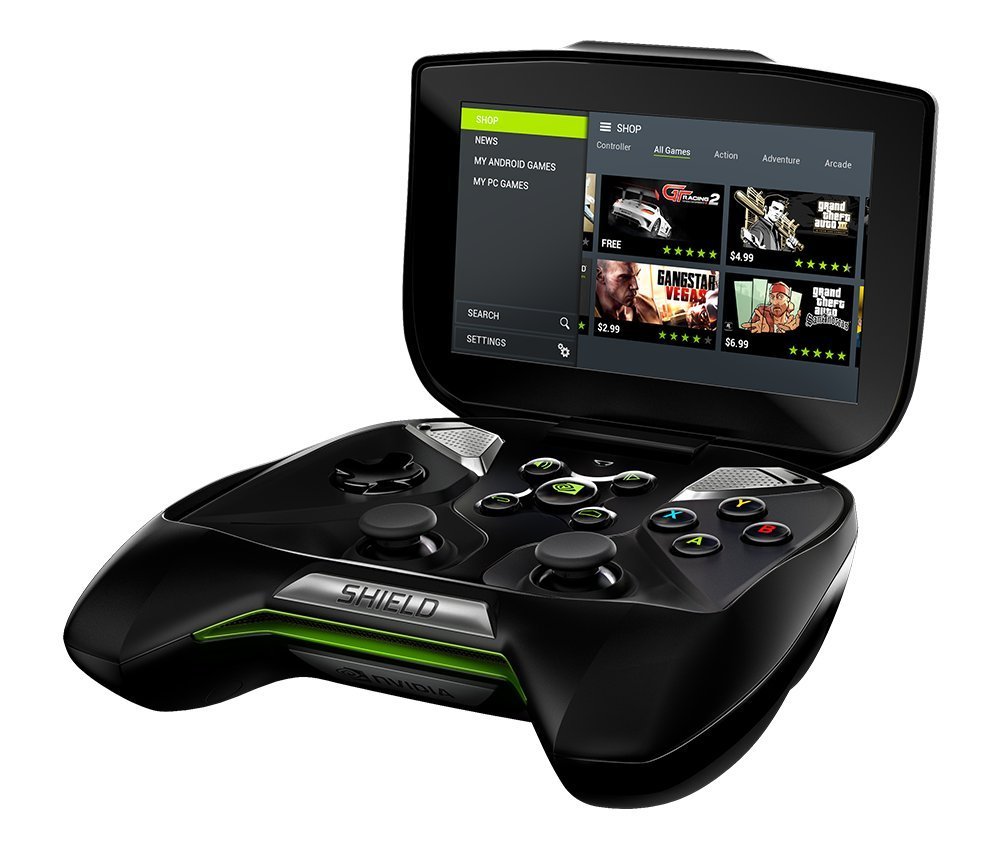 SHOP
NEWS
MY ANDROID GAMES
MY PC GAMES
SEARCH
SETTINGS
SHOP
Controller
All Games
Action
Adventure
Arcade
GT
RACING 2
FREE
grand
theft
auto III
$4.99
GANGSTAR
VEGAS
$2.99
grand
theft
auto
San Andreas
$6.99
X
Y
A
B
SHIELD
NVIDIA